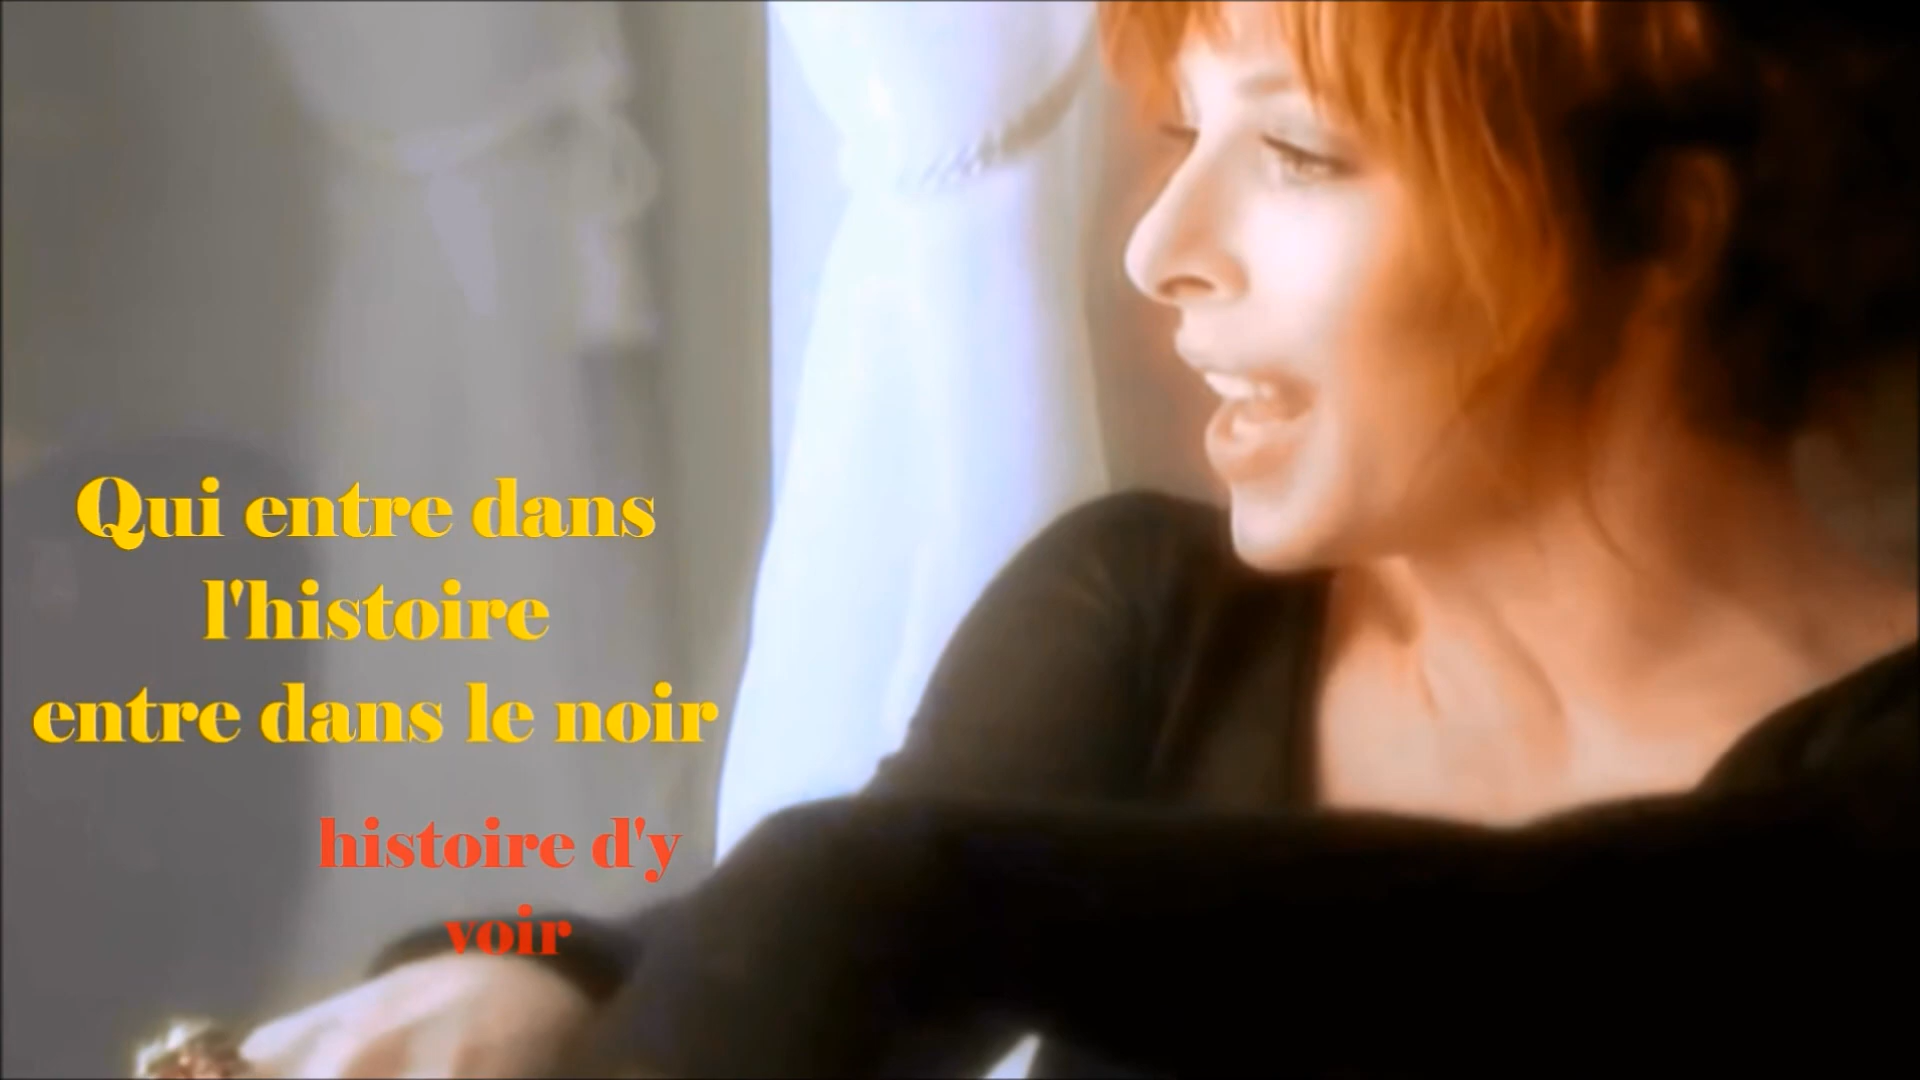 Qui entre dans
l'histoire
entre dans le noir
histoire d'y
voir